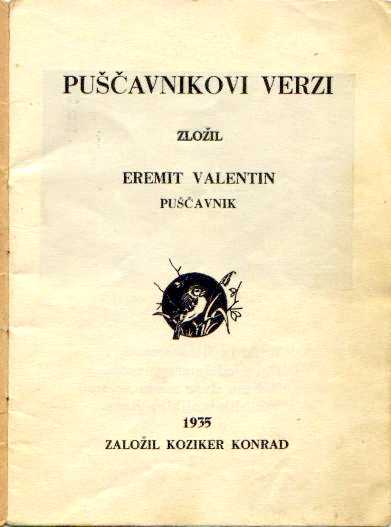 PUŠČAVNIKOVI VERZI
ZLOŽIL
EREMIT VALENTIN
PUŠČAVNIK
1935
ZALOŽIL KOZIKER KONRAD